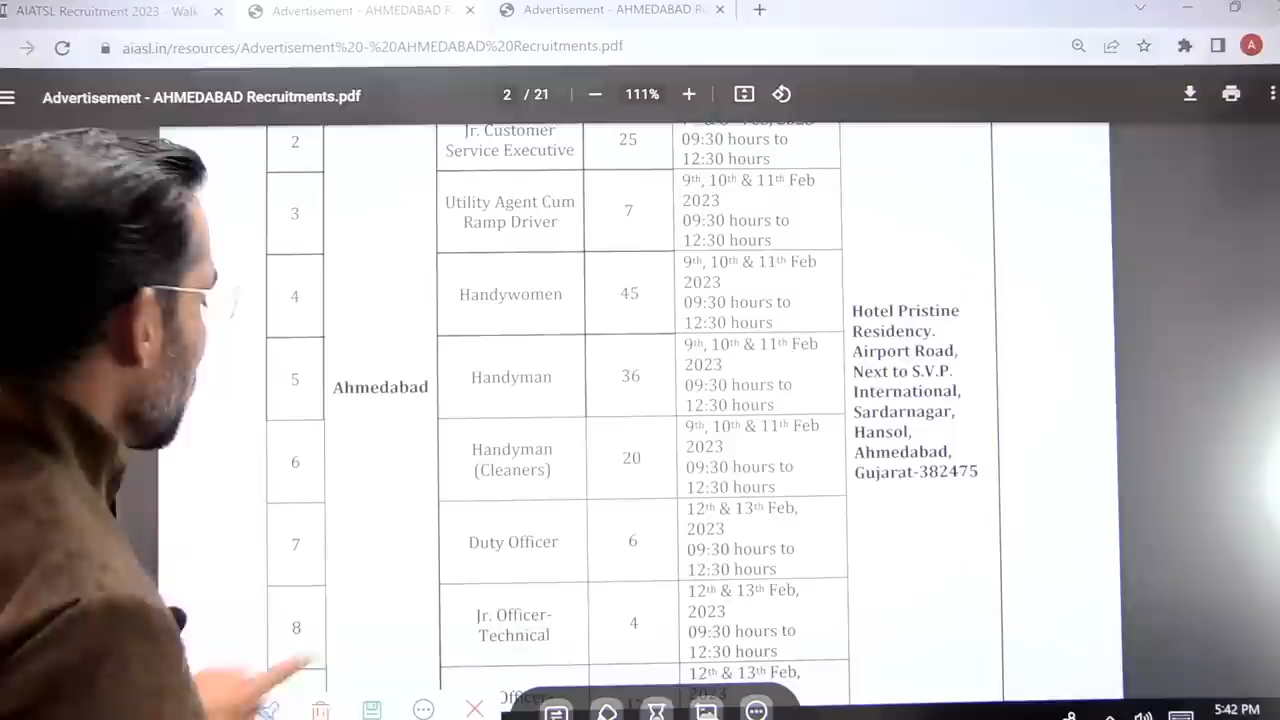 AIATSL Recruitment 2023 - Walk
Advertisement - AHMEDABAD R
Advertisement - AHMEDABAD R
aiasl.in/resources/Advertisement%20-%20AHMEDABAD%20Recruitments.pdf
A
Advertisement - AHMEDABAD Recruitments.pdf
2 / 21
111%
2
Jr. Customer
Service Executive
25
09:30 hours to
12:30 hours
3
Utility Agent Cum
Ramp Driver
7
9th, 10th & 11th Feb
2023
09:30 hours to
12:30 hours
4
Handywomen
45
9th, 10th & 11th Feb
2023
09:30 hours to
12:30 hours
5
Handyman
36
9th, 10th & 11th Feb
2023
09:30 hours to
12:30 hours
6
Handyman
(Cleaners)
20
9th, 10th & 11th Feb
2023
09:30 hours to
12:30 hours
7
Duty Officer
6
12th & 13th Feb,
2023
09:30 hours to
12:30 hours
8
Jr. Officer-
Technical
4
12th & 13th Feb,
2023
09:30 hours to
12:30 hours
12th & 13th Feb,
2023
Ahmedabad
Hotel Pristine
Residency.
Airport Road,
Next to S.V.P.
International,
Sardarnagar,
Hansol,
Ahmedabad,
Gujarat-382475
5:42 PM